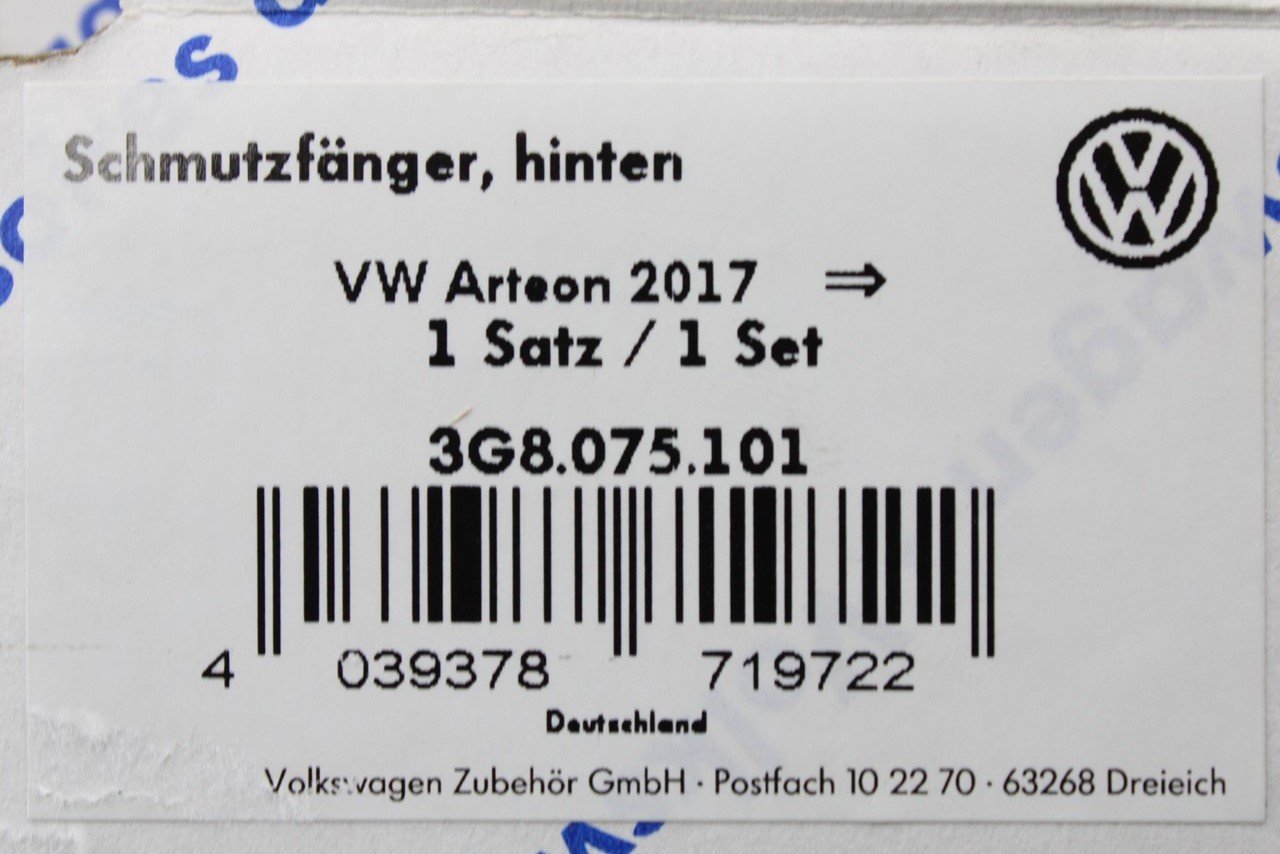 Schmutzfänger, hinten
VW Arteon 2017 ⇒
1 Satz / 1 Set
3G8.075.101
4 039378 719722
Deutschland
Volkswagen Zubehör GmbH · Postfach 10 22 70 · 63268 Dreieich